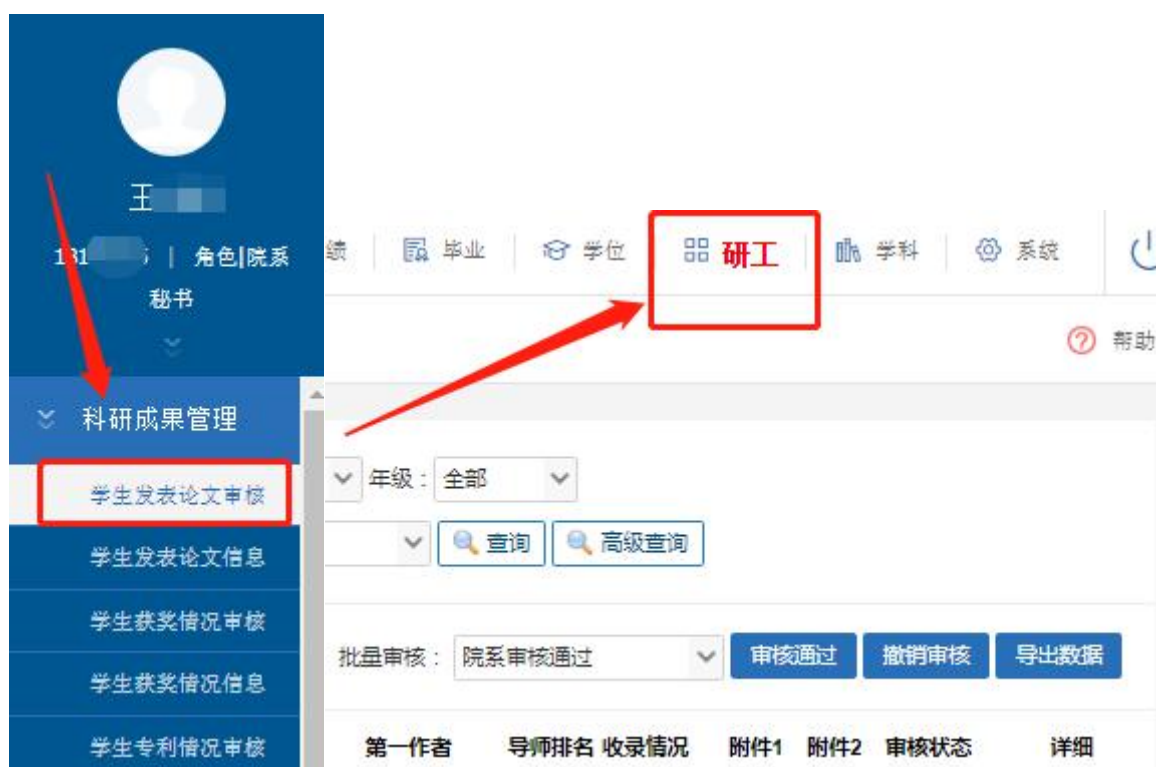 王
131 5 | 角色|院系
秘书
科研成果管理
学生发表论文审核
学生发表论文信息
学生获奖情况审核
学生获奖情况信息
学生专利情况审核
绩 毕业 学位 研工 学科 系统
帮助
年级：全部
查询 高级查询
批量审核：院系审核通过 审核通过 撤销审核 导出数据
第一作者 导师排名 收录情况 附件1 附件2 审核状态 详细